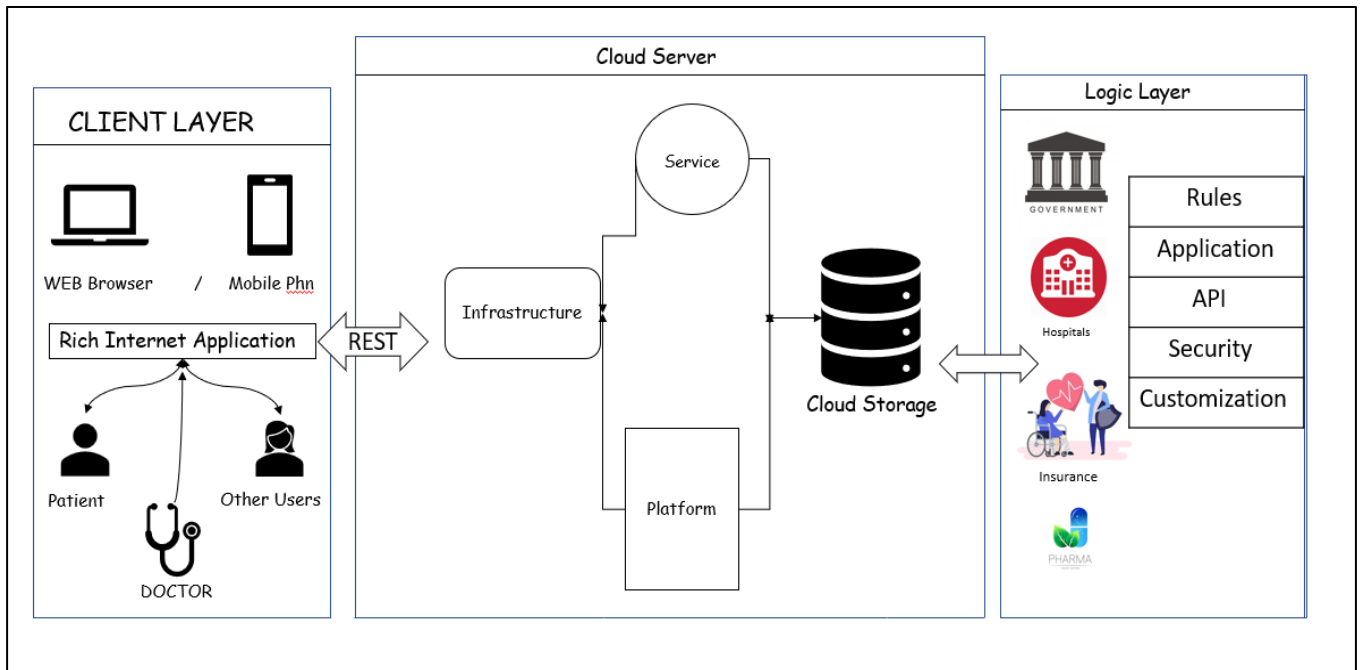 Cloud Server
CLIENT LAYER
WEB Browser / Mobile Phn
Rich Internet Application
Patient
Other Users
DOCTOR
REST
Service
Infrastructure
Platform
Cloud Storage
Logic Layer
GOVERNMENT
Hospitals
Insurance
PHARMA
Rules
Application
API
Security
Customization